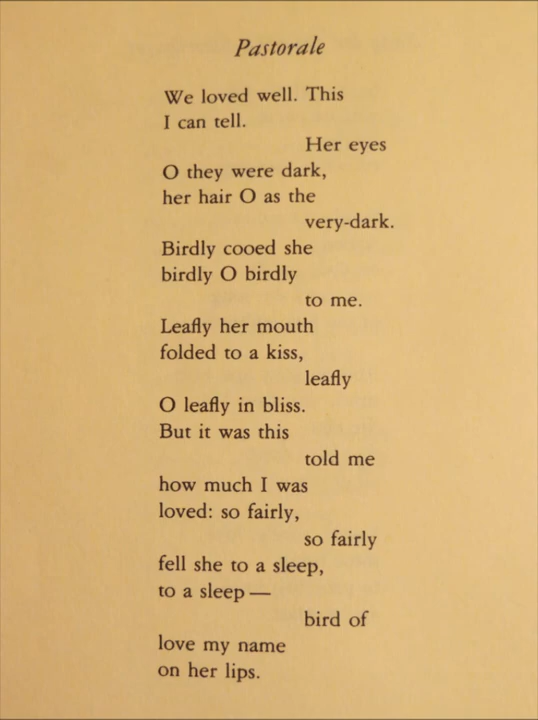 Pastorale
We loved well. This
I can tell.
Her eyes
O they were dark,
her hair O as the
very-dark.
Birdly cooed she
birdly O birdly
to me.
Leafly her mouth
folded to a kiss,
leafly
O leafly in bliss.
But it was this
told me
how much I was
loved: so fairly,
so fairly
fell she to a sleep,
to a sleep—
bird of
love my name
on her lips.